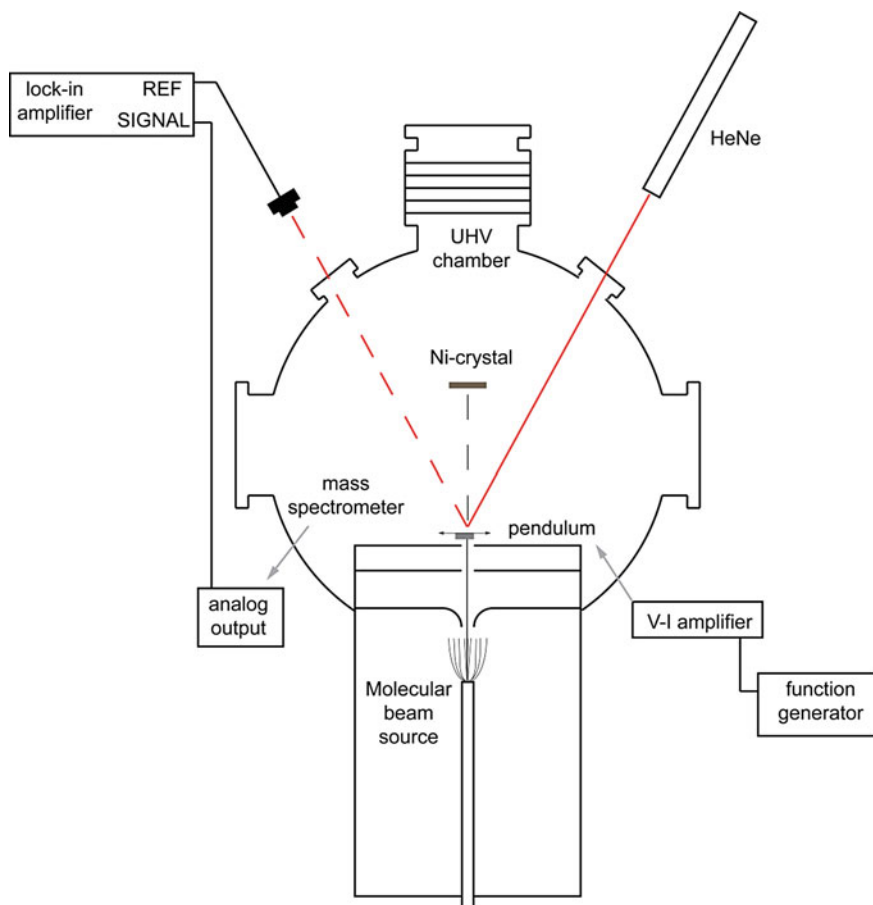 lock-in
amplifier
REF
SIGNAL
HeNe
UHV
chamber
Ni-crystal
mass
spectrometer
pendulum
analog
output
V-I amplifier
Molecular
beam
source
function
generator